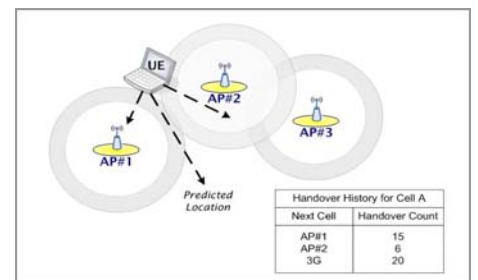 UE
AP#2
AP#3
AP#1
Predicted
Location
Handover History for Cell A
Next Cell Handover Count
AP#1 15
AP#2 6
3G 20